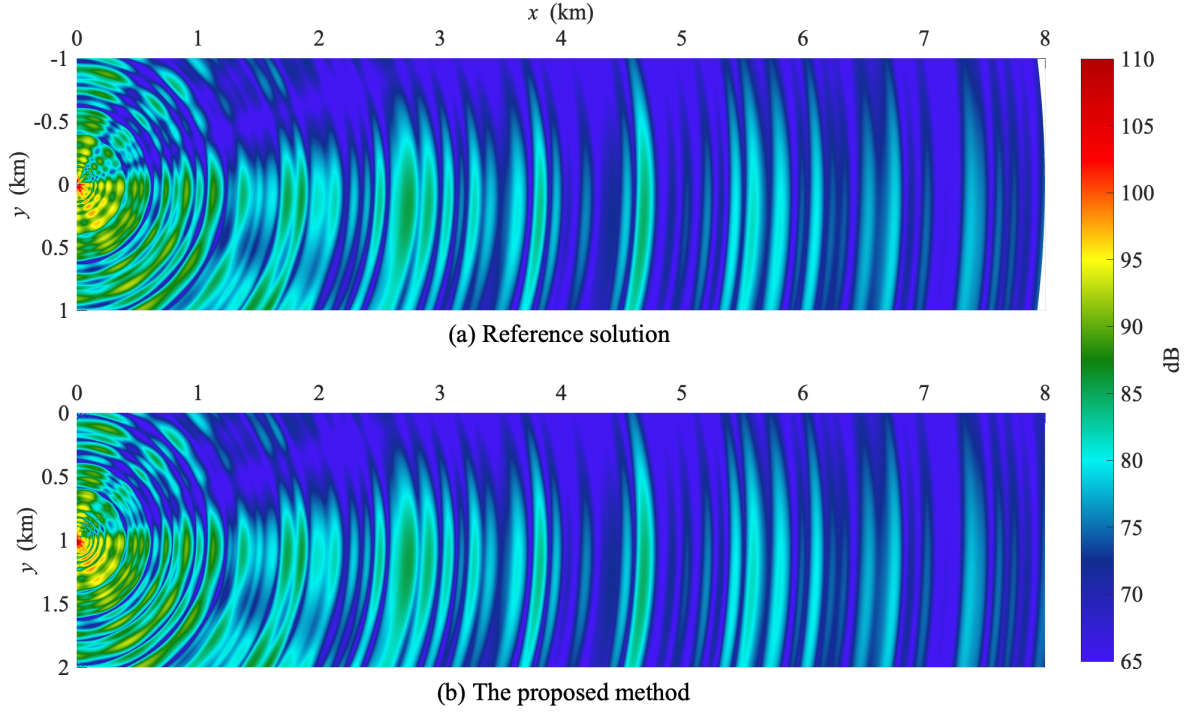 x (km)
0 1 2 3 4 5 6 7 8
-1
-0.5
0
0.5
1
y (km)
(a) Reference solution
0 1 2 3 4 5 6 7 8
0
0.5
1
1.5
2
y (km)
(b) The proposed method
110
105
100
95
90
85
80
75
70
65
dB